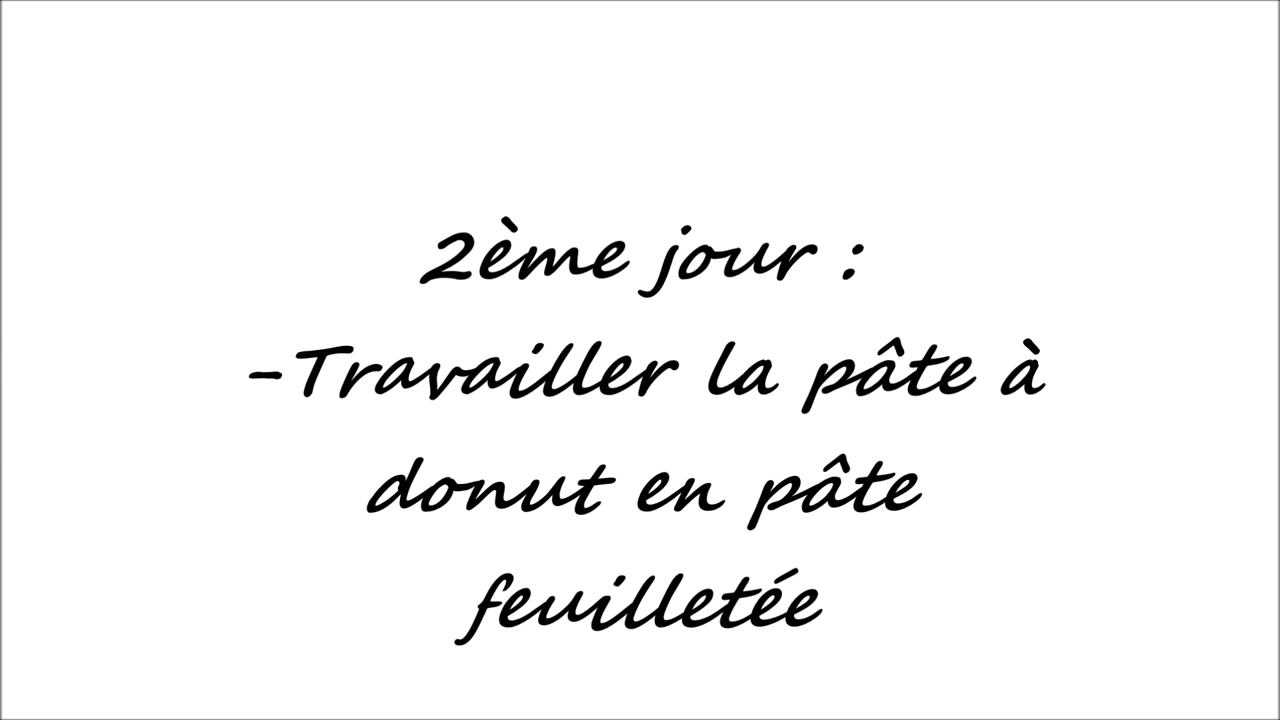 2ème jour :
-Travailler la pâte à
donut en pâte
feuilletée